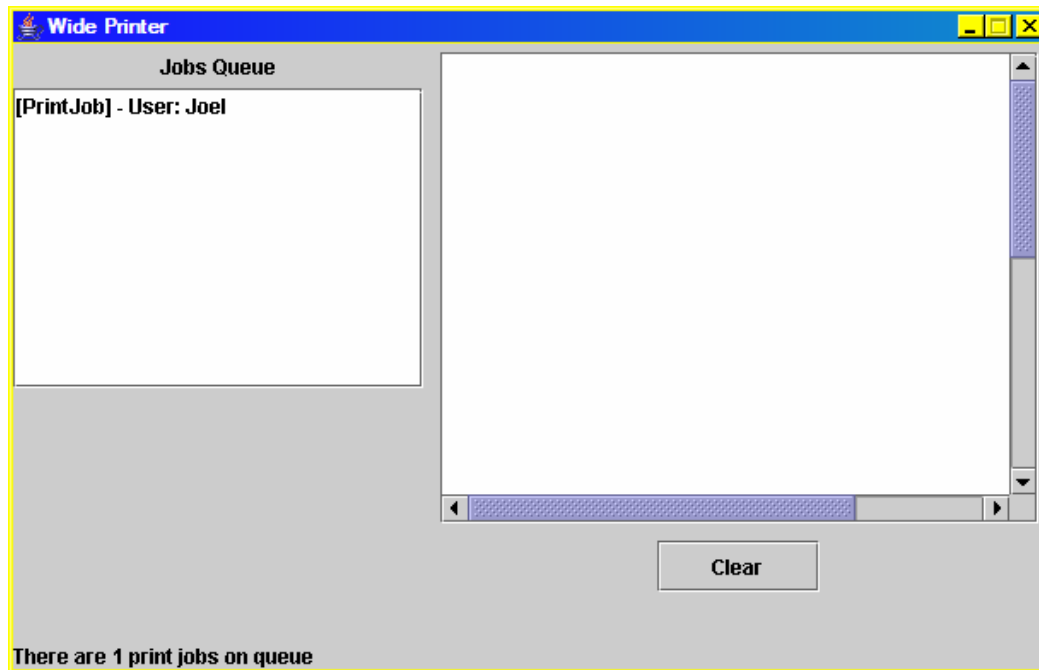 Wide Printer
Jobs Queue
[PrintJob] - User: Joel
Clear
There are 1 print jobs on queue